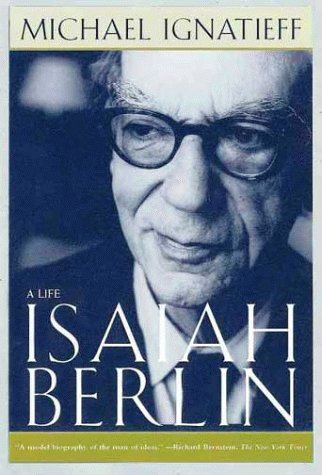 MICHAEL IGNATIEFF
A LIFE
ISAIAH
BERLIN
"A model biography of the man of ideas."—Richard Bernstein, The New York Times